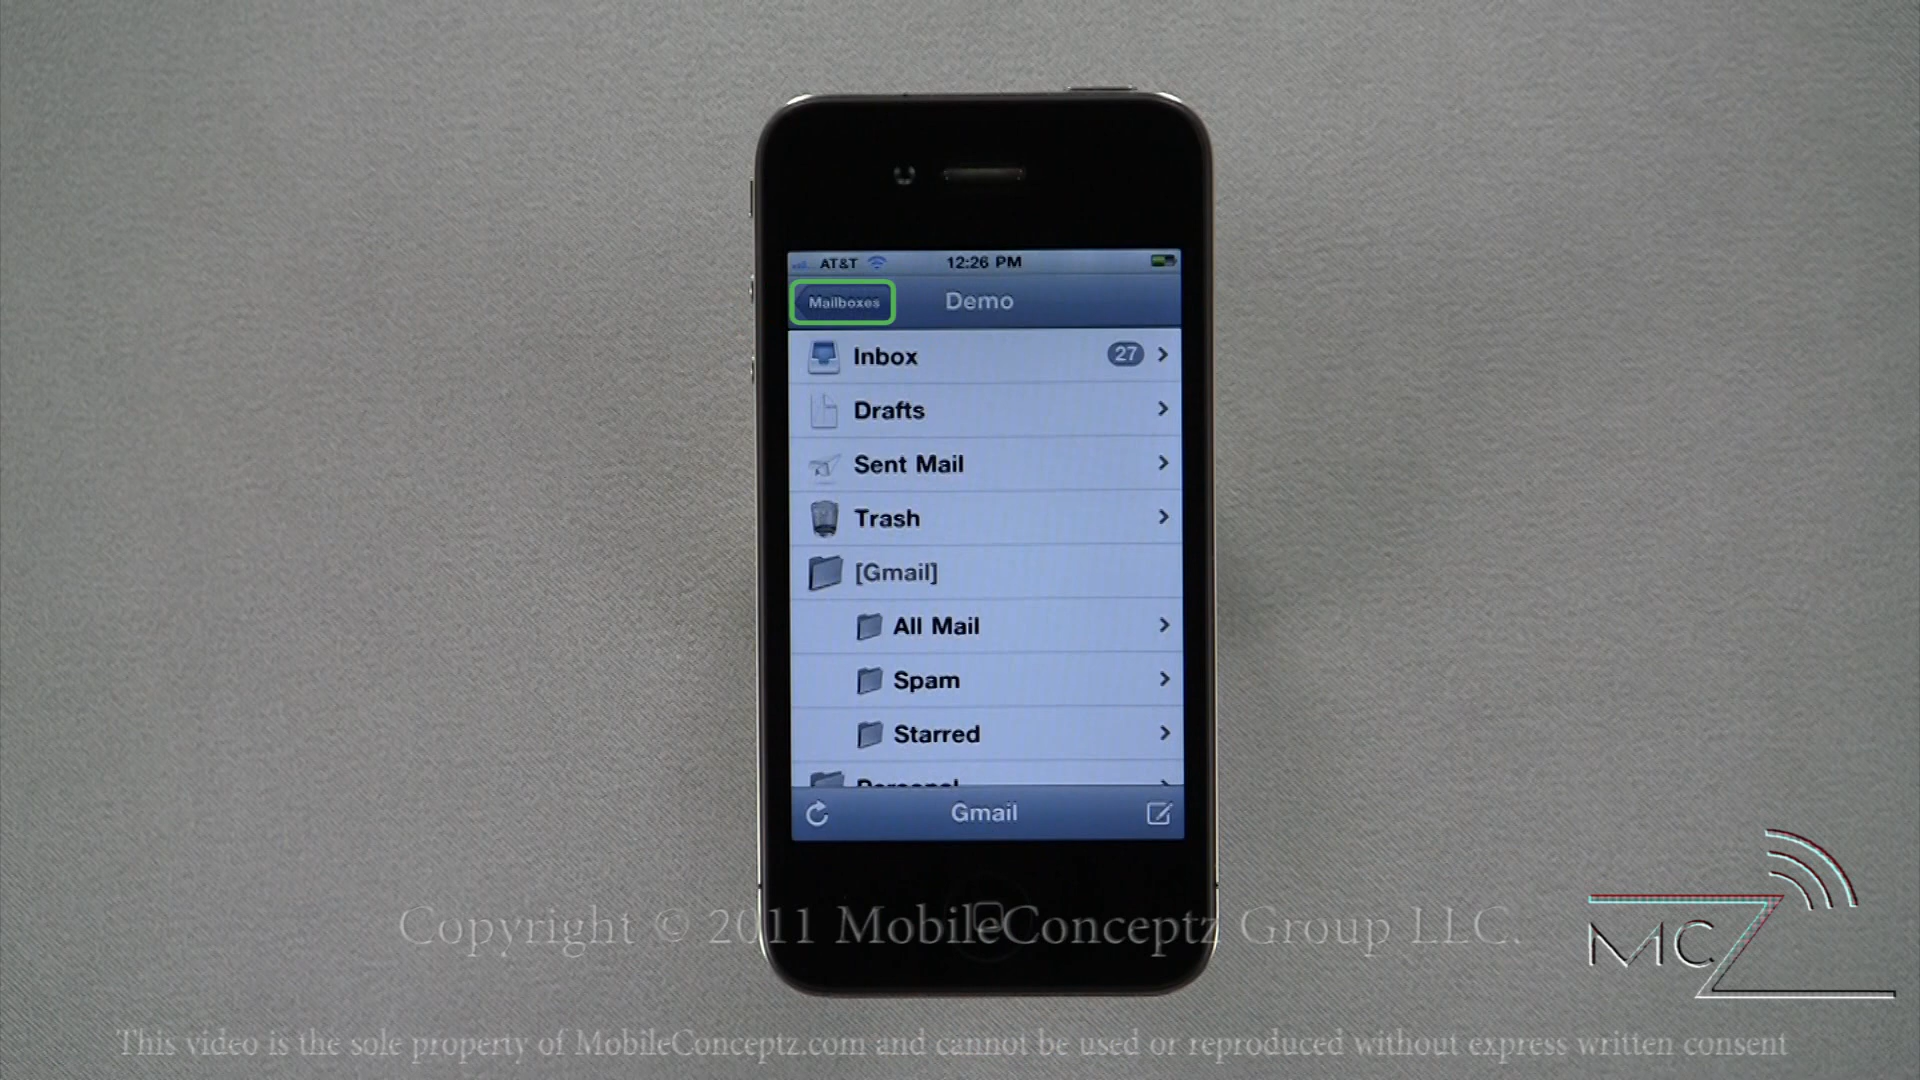 AT&T 12:26 PM
Mailboxes Demo
Inbox 27
Drafts
Sent Mail
Trash
[Gmail]
All Mail
Spam
Starred
Personal
Gmail
Copyright © 2011 MobileConceptz Group LLC.
MCZ
This video is the sole property of MobileConceptz.com and cannot be used or reproduced without express written consent